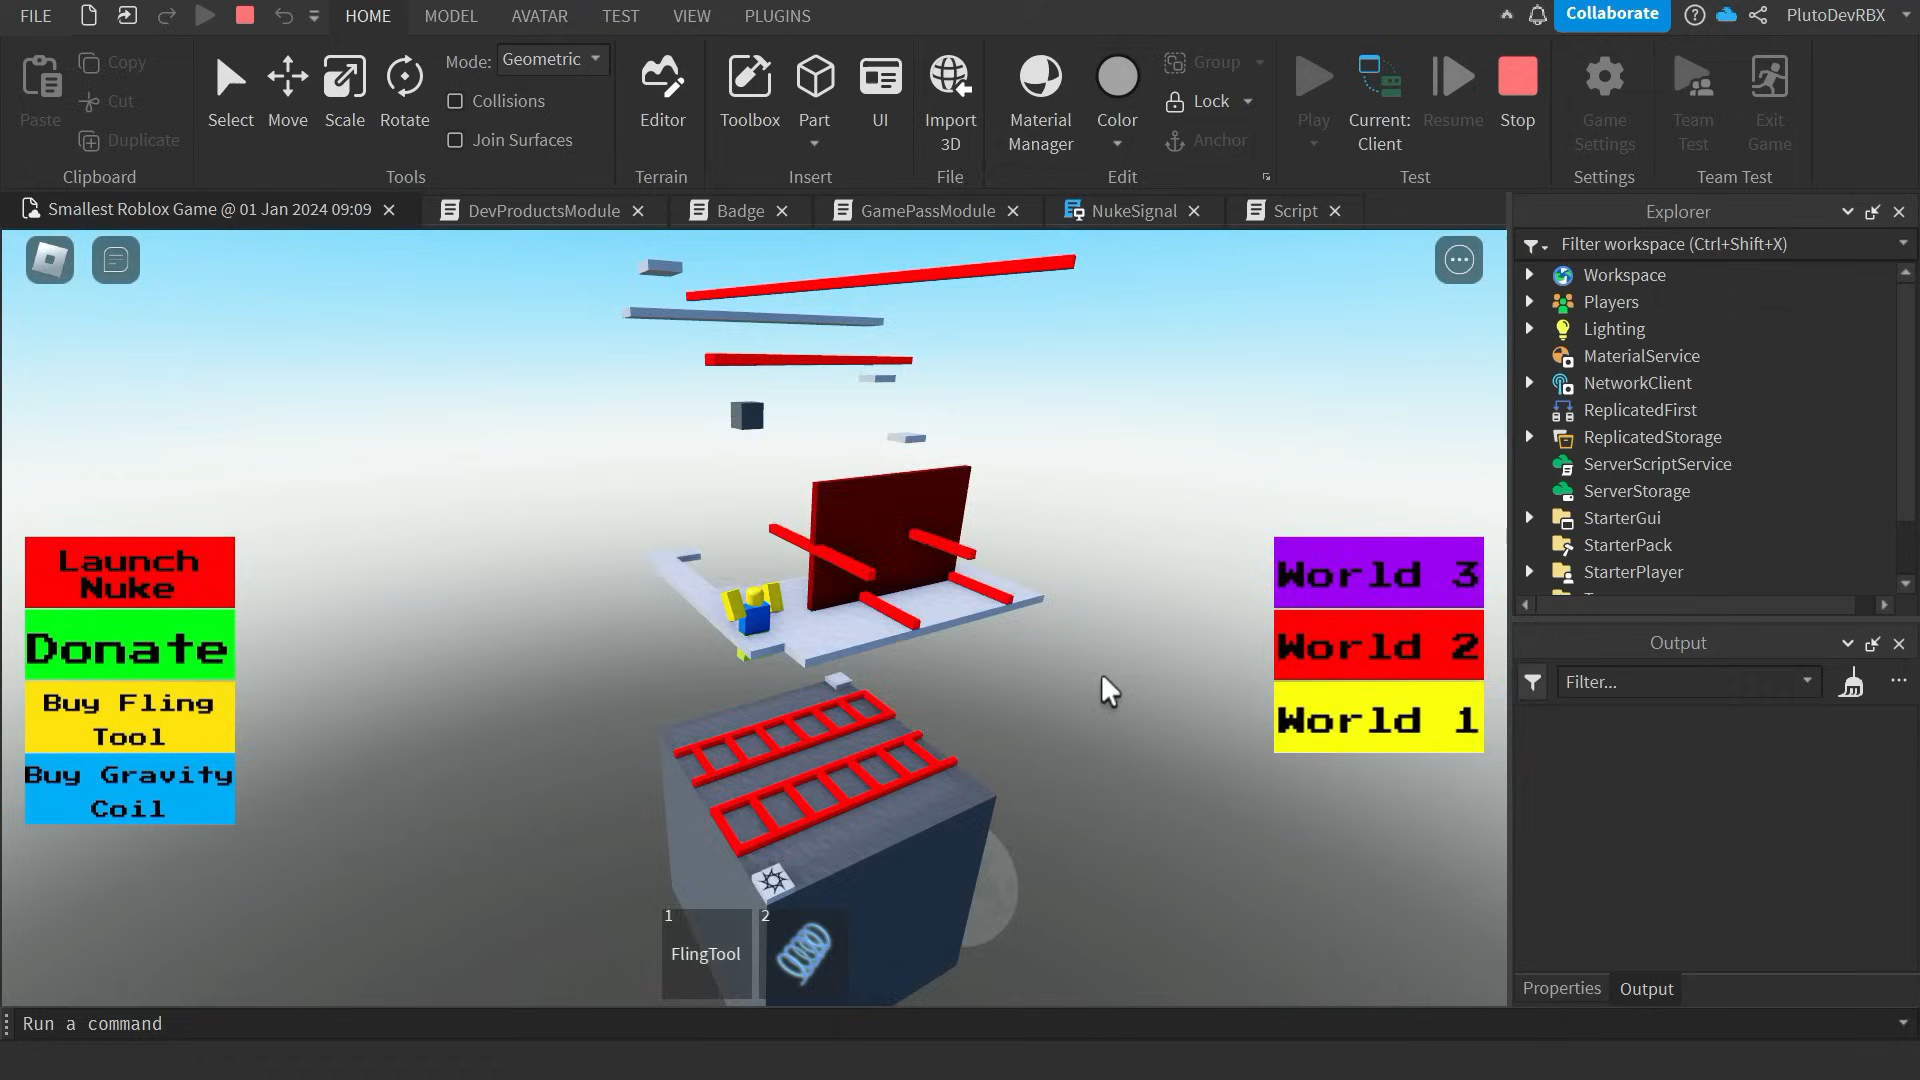 FILE HOME MODEL AVATAR TEST VIEW PLUGINS Collaborate PlutoDevRBX
Paste Copy Cut Duplicate
Clipboard
Select Move Scale Rotate
Mode: Geometric
Collisions
Join Surfaces
Tools
Editor
Terrain
Toolbox Part UI
Insert
Import
3D
File
Material
Manager
Color
Group
Lock
Anchor
Edit
Play
Current:
Client
Resume
Stop
Test
Game
Settings
Settings
Team
Test
Exit
Game
Team Test
Smallest Roblox Game @ 01 Jan 2024 09:09
DevProductsModule
Badge
GamePassModule
NukeSignal
Script
Launch
Nuke
Donate
Buy Fling
Tool
Buy Gravity
Coil
World 3
World 2
World 1
1
FlingTool
2
Explorer
Filter workspace (Ctrl+Shift+X)
Workspace
Players
Lighting
MaterialService
NetworkClient
ReplicatedFirst
ReplicatedStorage
ServerScriptService
ServerStorage
StarterGui
StarterPack
StarterPlayer
Output
Filter...
Properties Output
Run a command